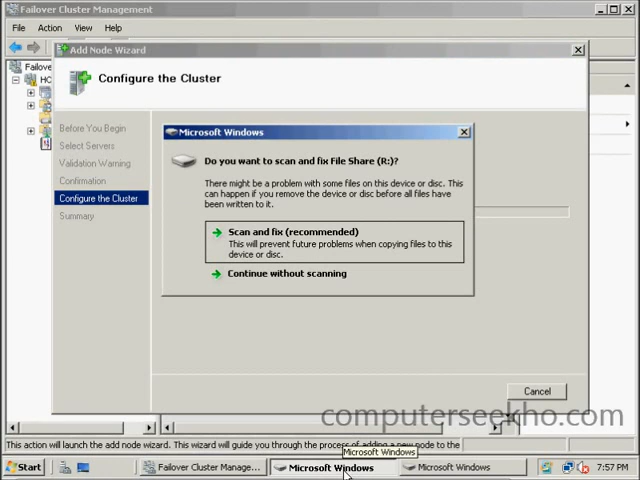 Failover Cluster Management
File Action View Help
Failove
HC
Add Node Wizard
Configure the Cluster
Before You Begin
Select Servers
Validation Warning
Confirmation
Configure the Cluster
Summary
Microsoft Windows
Do you want to scan and fix File Share (R:)?
There might be a problem with some files on this device or disc. This
can happen if you remove the device or disc before all files have
been written to it.
Scan and fix (recommended)
This will prevent future problems when copying files to this
device or disc.
Continue without scanning
Cancel
computerseekho.com
This action will launch the add node wizard. This wizard will guide you through the process of adding a new node to the
Microsoft Windows
Start Failover Cluster Manage... Microsoft Windows Microsoft Windows 7:57 PM